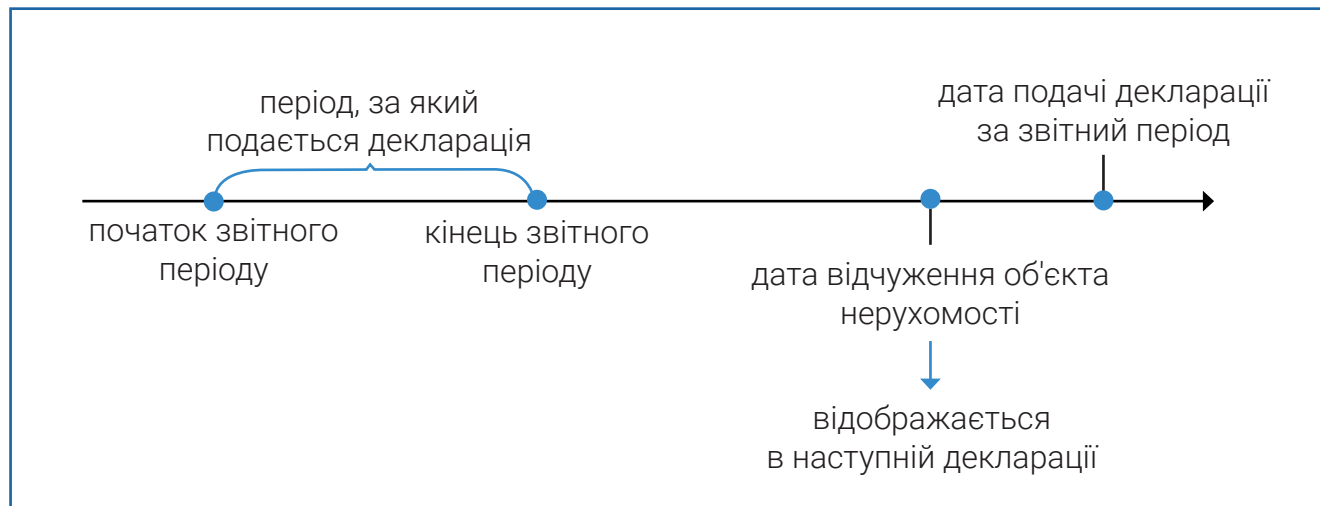 період, за який
подається декларація
дата подачі декларації
за звітний період
початок звітного
періоду
кінець звітного
періоду
дата відчуження об'єкта
нерухомості
відображається
в наступній декларації